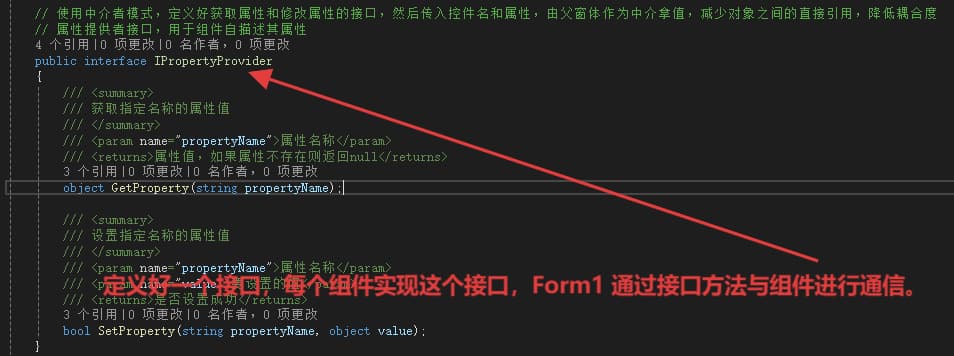 // 使用中介者模式，定义好获取属性和修改属性的接口，然后传入控件名和属性，由父窗体作为中介拿值，减少对象之间的直接引用，降低耦合度
// 属性提供者接口，用于组件自描述其属性
4 个引用|0 项更改|0 名作者，0 项更改
public interface IPropertyProvider
{
/// <summary>
/// 获取指定名称的属性值
/// </summary>
/// <param name="propertyName">属性名称</param>
/// <returns>属性值，如果属性不存在则返回null</returns>
3 个引用|0 项更改|0 名作者，0 项更改
object GetProperty(string propertyName);
/// <summary>
/// 设置指定名称的属性值
/// </summary>
/// <param name="propertyName">属性名称</param>
/// <param name="value
定义好一个接口，每个组件实现这个接口，Form1 通过接口方法与组件进行通信。
/// <returns>是否设置成功</returns>
3 个引用|0 项更改|0 名作者，0 项更改
bool SetProperty(string propertyName, object value);
}